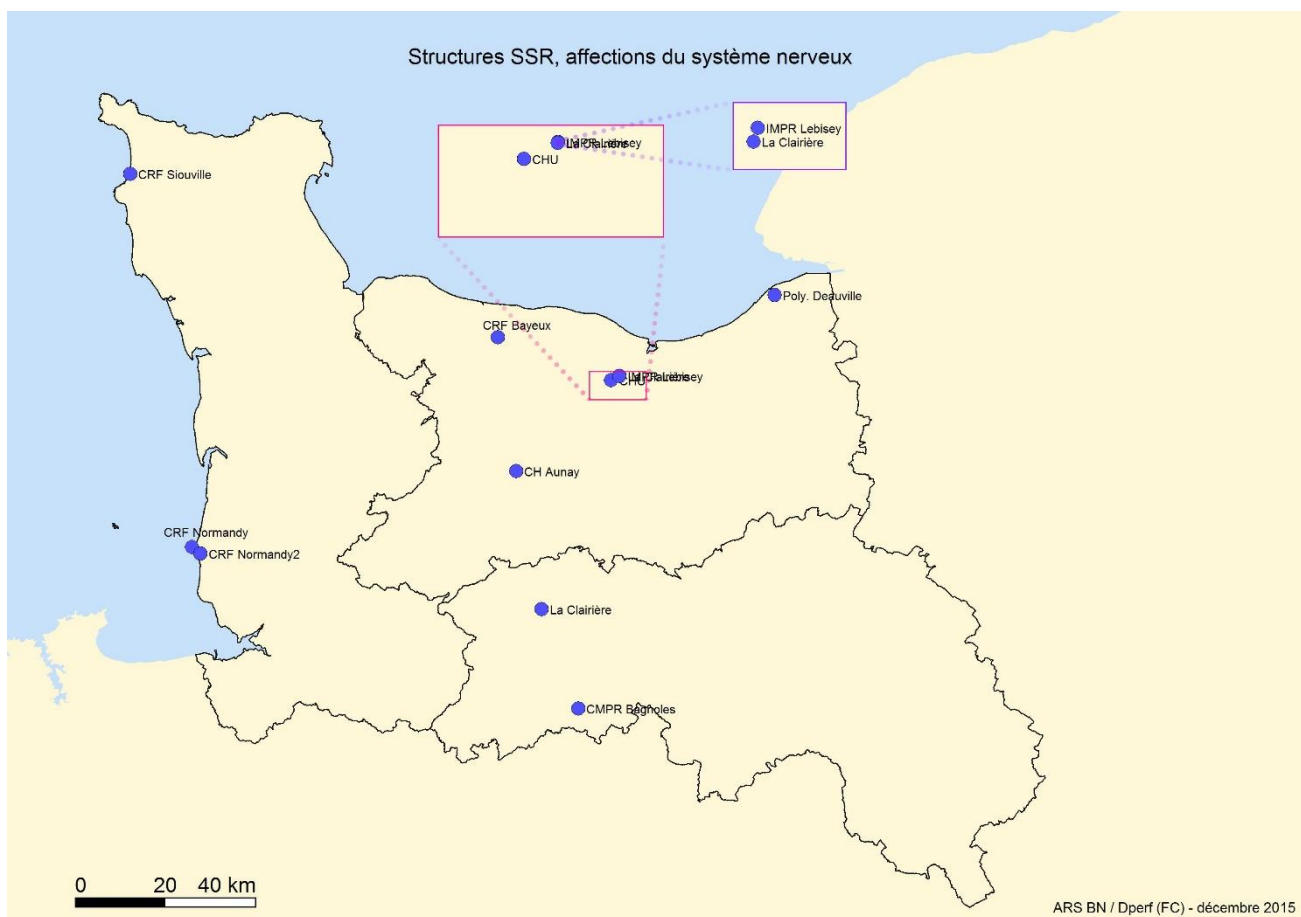 Structures SSR, affections du système nerveux
IMPR Lebisey
La Clairière
CHU
CRF Siouville
Poly. Deauville
CRF Bayeux
CHU
CH Aunay
CRF Normandy
CRF Normandy2
La Clairière
CMPR Bagnoles
0 20 40 km
ARS BN / Dperf (FC) - décembre 2015